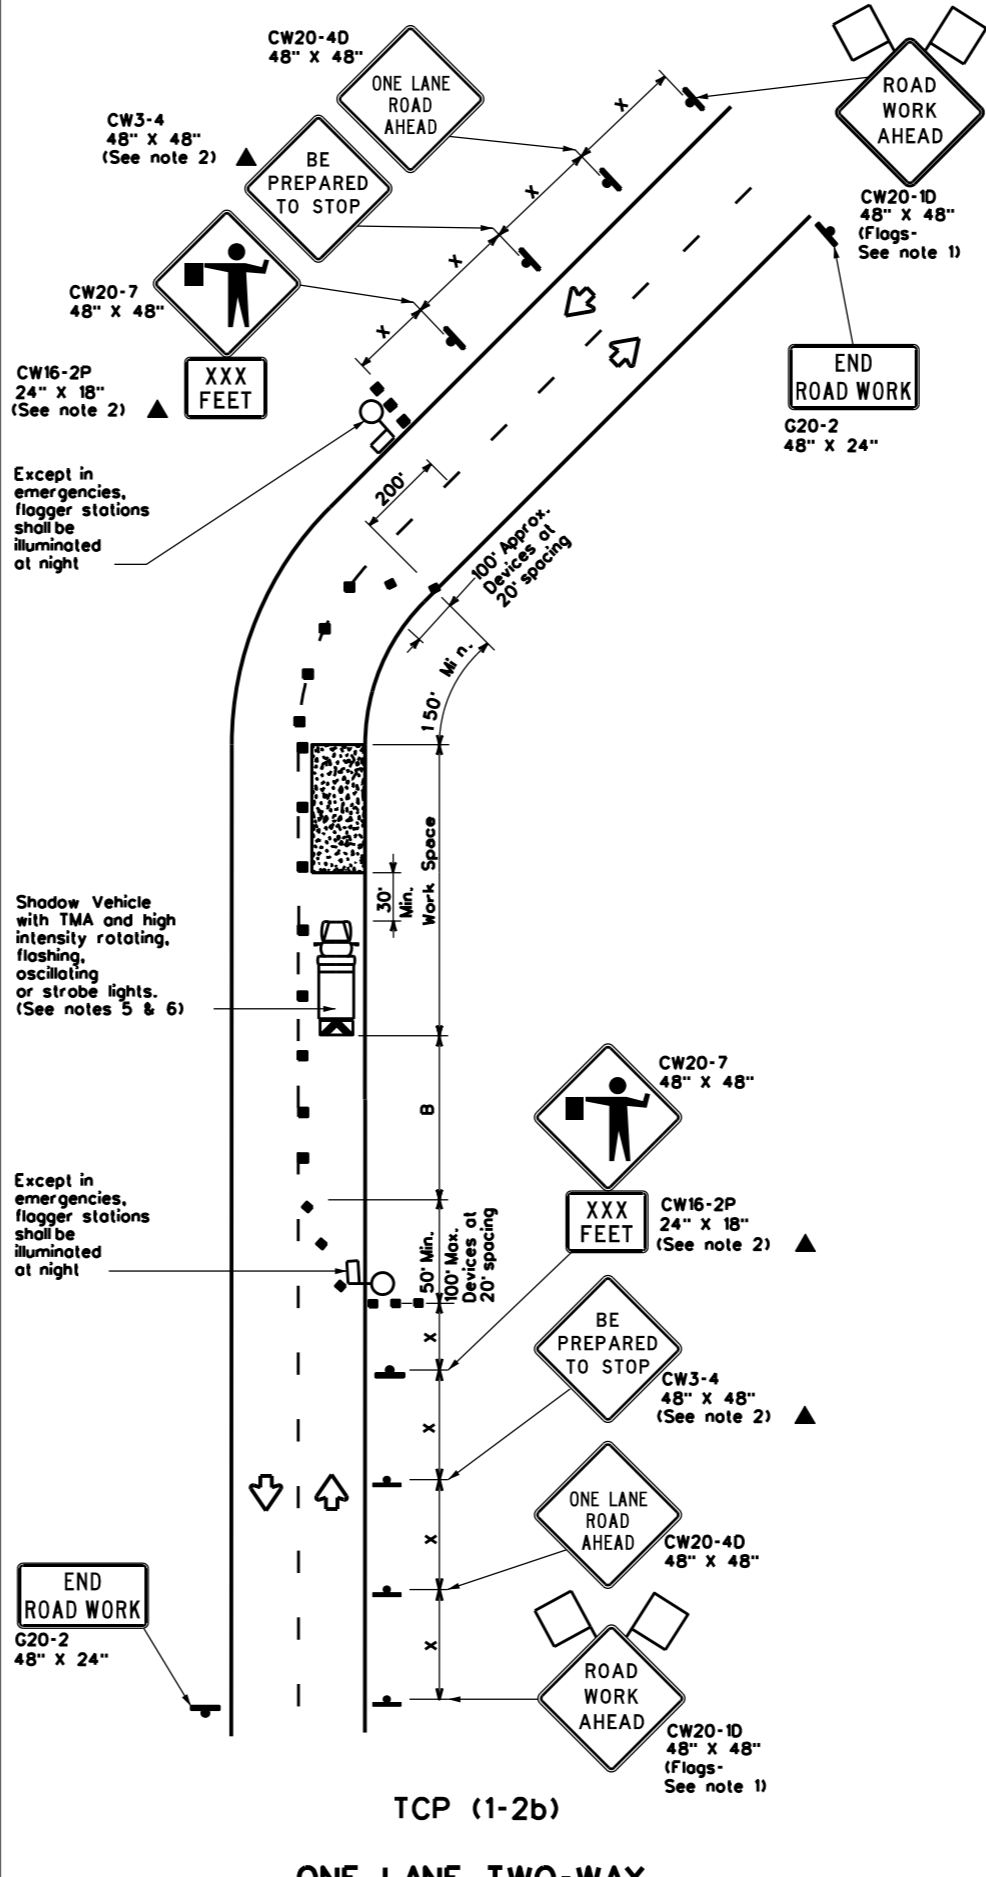 CW20-4D
48" X 48"
ONE LANE
ROAD
AHEAD
ROAD
WORK
AHEAD
CW20-1D
48" X 48"
(Flags-
See note 1)
CW3-4
48" X 48"
(See note 2)
BE
PREPARED
TO STOP
X
X
X
X
CW20-7
48" X 48"
CW16-2P
24" X 18"
(See note 2)
XXX
FEET
END
ROAD WORK
G20-2
48" X 24"
Except in
emergencies,
flagger stations
shall be
illuminated
at night
200'
100' Approx.
Devices at
20' spacing
150' Min.
Work Space
30'
Min.
Shadow Vehicle
with TMA and high
intensity rotating,
flashing,
oscillating
or strobe lights.
(See notes 5 & 6)
B
CW20-7
48" X 48"
XXX
FEET
CW16-2P
24" X 18"
(See note 2)
Except in
emergencies,
flagger stations
shall be
illuminated
at night
50' Min.
100' Max.
Devices at
20' spacing
X
X
X
X
BE
PREPARED
TO STOP
CW3-4
48" X 48"
(See note 2)
ONE LANE
ROAD
AHEAD
CW20-4D
48" X 48"
END
ROAD WORK
G20-2
48" X 24"
ROAD
WORK
AHEAD
CW20-1D
48" X 48"
(Flags-
See note 1)
TCP (1-2b)
ONE LANE TWO-WAY